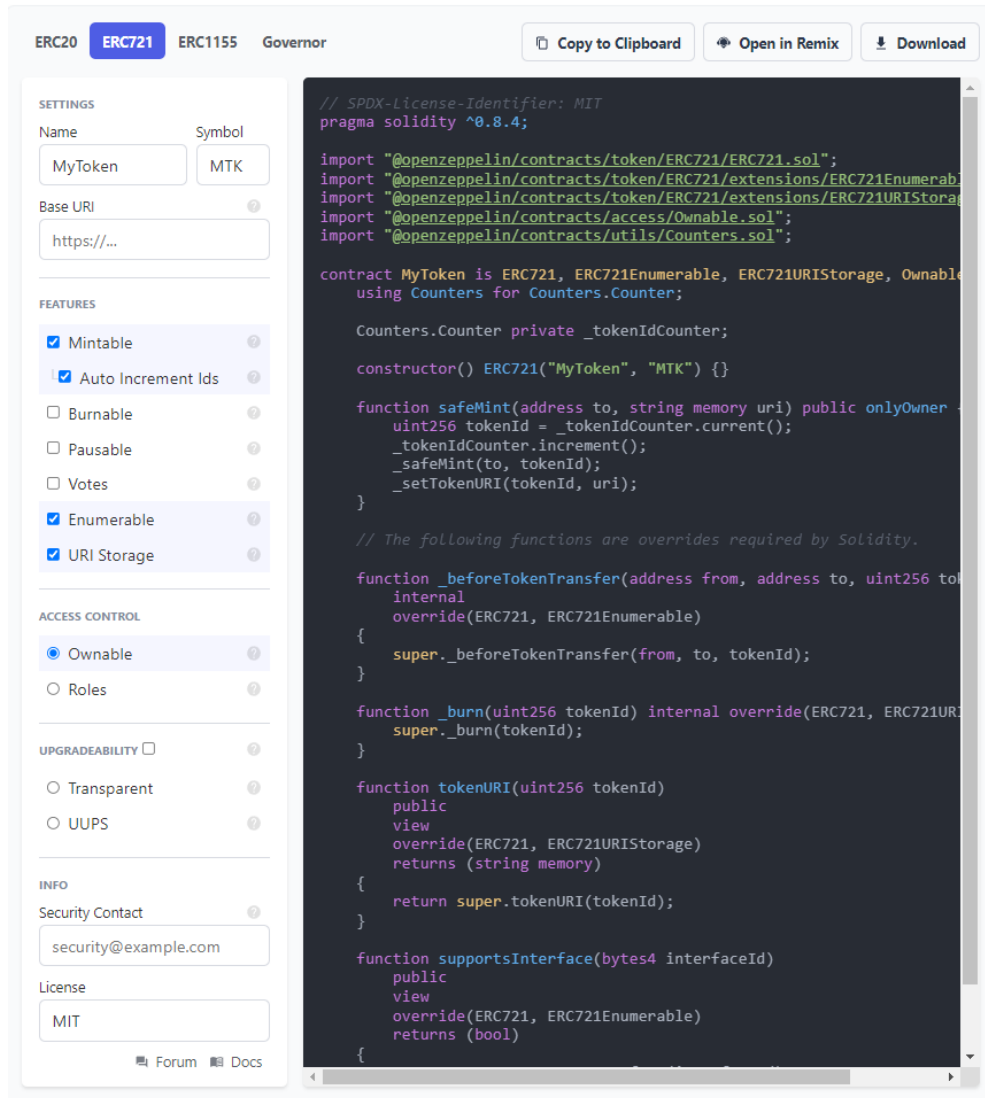 ERC20 ERC721 ERC1155 Governor Copy to Clipboard Open in Remix Download
SETTINGS
Name Symbol
MyToken MTK
Base URI ?
https://...
FEATURES
Mintable ?
Auto Increment Ids ?
Burnable ?
Pausable ?
Votes ?
Enumerable ?
URI Storage ?
ACCESS CONTROL
Ownable ?
Roles ?
UPGRADEABILITY ?
Transparent ?
UUPS ?
INFO
Security Contact ?
security@example.com
License
MIT
Forum Docs
// SPDX-License-Identifier: MIT
pragma solidity ^0.8.4;
import "@openzeppelin/contracts/token/ERC721/ERC721.sol";
import "@openzeppelin/contracts/token/ERC721/extensions/ERC721Enumerabl
import "@openzeppelin/contracts/token/ERC721/extensions/ERC721URIStorag
import "@openzeppelin/contracts/access/Ownable.sol";
import "@openzeppelin/contracts/utils/Counters.sol";
contract MyToken is ERC721, ERC721Enumerable, ERC721URIStorage, Ownable
using Counters for Counters.Counter;
Counters.Counter private _tokenIdCounter;
constructor() ERC721("MyToken", "MTK") {}
function safeMint(address to, string memory uri) public onlyOwner {
uint256 tokenId = _tokenIdCounter.current();
_tokenIdCounter.increment();
_safeMint(to, tokenId);
_setTokenURI(tokenId, uri);
}
// The following functions are overrides required by Solidity.
function _beforeTokenTransfer(address from, address to, uint256 tok
internal
override(ERC721, ERC721Enumerable)
{
super._beforeTokenTransfer(from, to, tokenId);
}
function _burn(uint256 tokenId) internal override(ERC721, ERC721URI
super._burn(tokenId);
}
function tokenURI(uint256 tokenId)
public
view
override(ERC721, ERC721URIStorage)
returns (string memory)
{
return super.tokenURI(tokenId);
}
function supportsInterface(bytes4 interfaceId)
public
view
override(ERC721, ERC721Enumerable)
returns (bool)
{